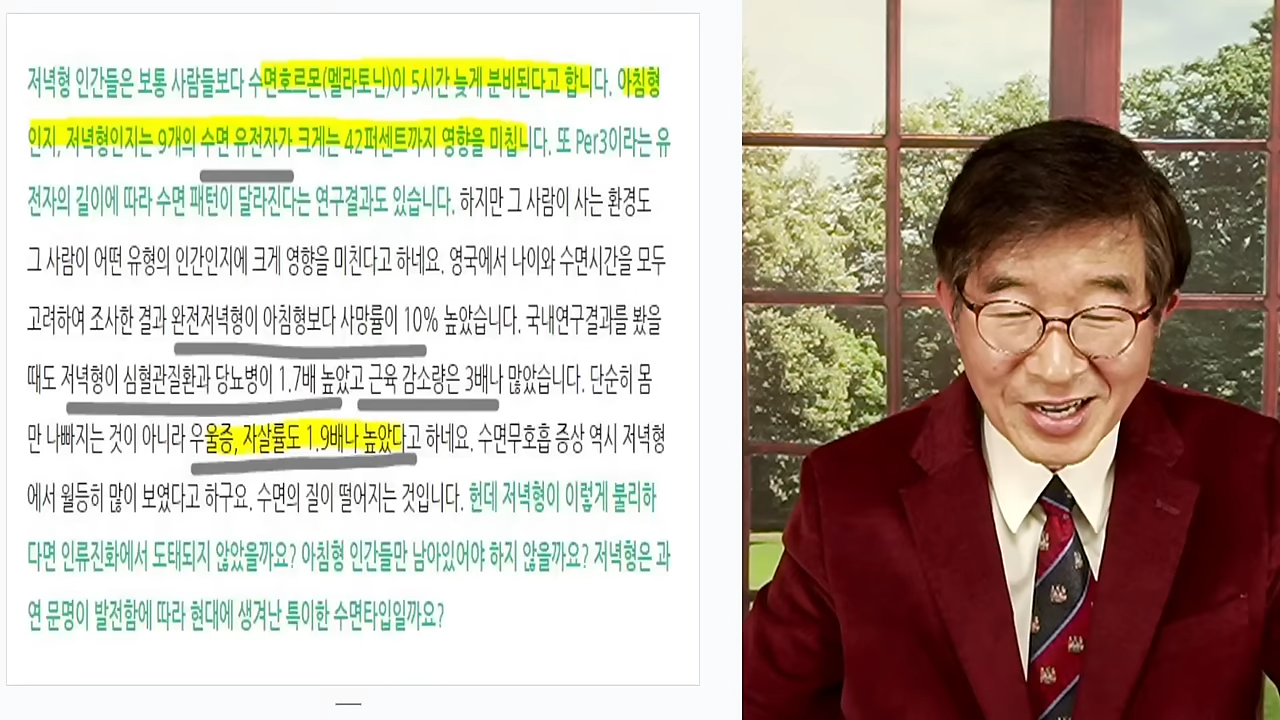 저녁형 인간들은 보통 사람들보다 수면호르몬(멜라토닌)이 5시간 늦게 분비된다고 합니다. 아침형
인지, 저녁형인지는 9개의 수면 유전자가 크게는 42퍼센트까지 영향을 미칩니다. 또 Per3이라는 유
전자의 길이에 따라 수면 패턴이 달라진다는 연구결과도 있습니다. 하지만 그 사람이 사는 환경도
그 사람이 어떤 유형의 인간인지에 크게 영향을 미친다고 하네요. 영국에서 나이와 수면시간을 모두
고려하여 조사한 결과 완전저녁형이 아침형보다 사망률이 10% 높았습니다. 국내연구결과를 봤을
때도 저녁형이 심혈관질환과 당뇨병이 1.7배 높았고 근육 감소량은 3배나 많았습니다. 단순히 몸
만 나빠지는 것이 아니라 우울증, 자살률도 1.9배나 높았다고 하네요. 수면무호흡 증상 역시 저녁형
에서 월등히 많이 보였다고 하구요. 수면의 질이 떨어지는 것입니다. 헌데 저녁형이 이렇게 불리하
다면 인류진화에서 도태되지 않았을까요? 아침형 인간들만 남아있어야 하지 않을까요? 저녁형은 과
연 문명이 발전함에 따라 현대에 생겨난 특이한 수면타입일까요?